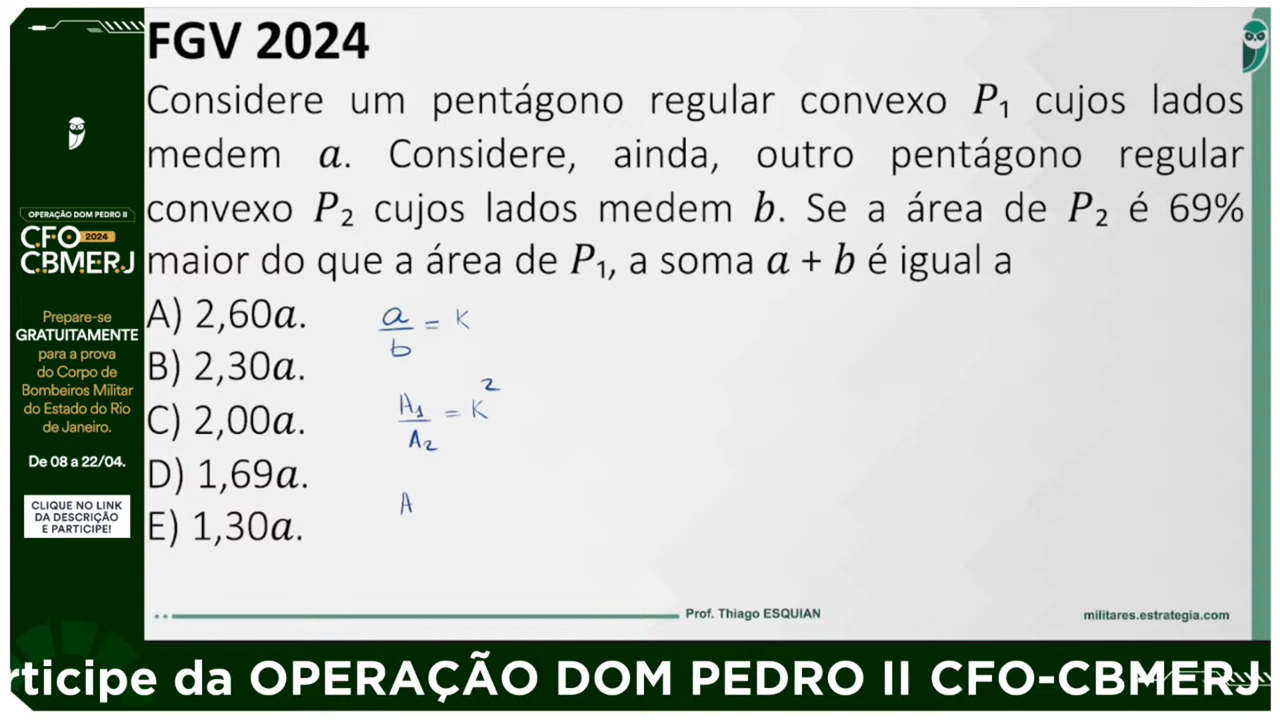 FGV 2024
Considere um pentágono regular convexo P₁ cujos lados
medem a. Considere, ainda, outro pentágono regular
convexo P₂ cujos lados medem b. Se a área de P₂ é 69%
maior do que a área de P₁, a soma a + b é igual a
A) 2,60a.
B) 2,30a.
C) 2,00a.
D) 1,69a.
E) 1,30a.
a/b = K
A₁/A₂ = K²
A
OPERAÇÃO DOM PEDRO II
CFO 2024
CBMERJ
Prepare-se
GRATUITAMENTE
para a prova
do Corpo de
Bombeiros Militar
do Estado do Rio
de Janeiro.
De 08 a 22/04.
CLIQUE NO LINK
DA DESCRIÇÃO
E PARTICIPE!
Prof. Thiago ESQUIAN
militares.estrategia.com
rticipe da OPERAÇÃO DOM PEDRO II CFO-CBMERJ